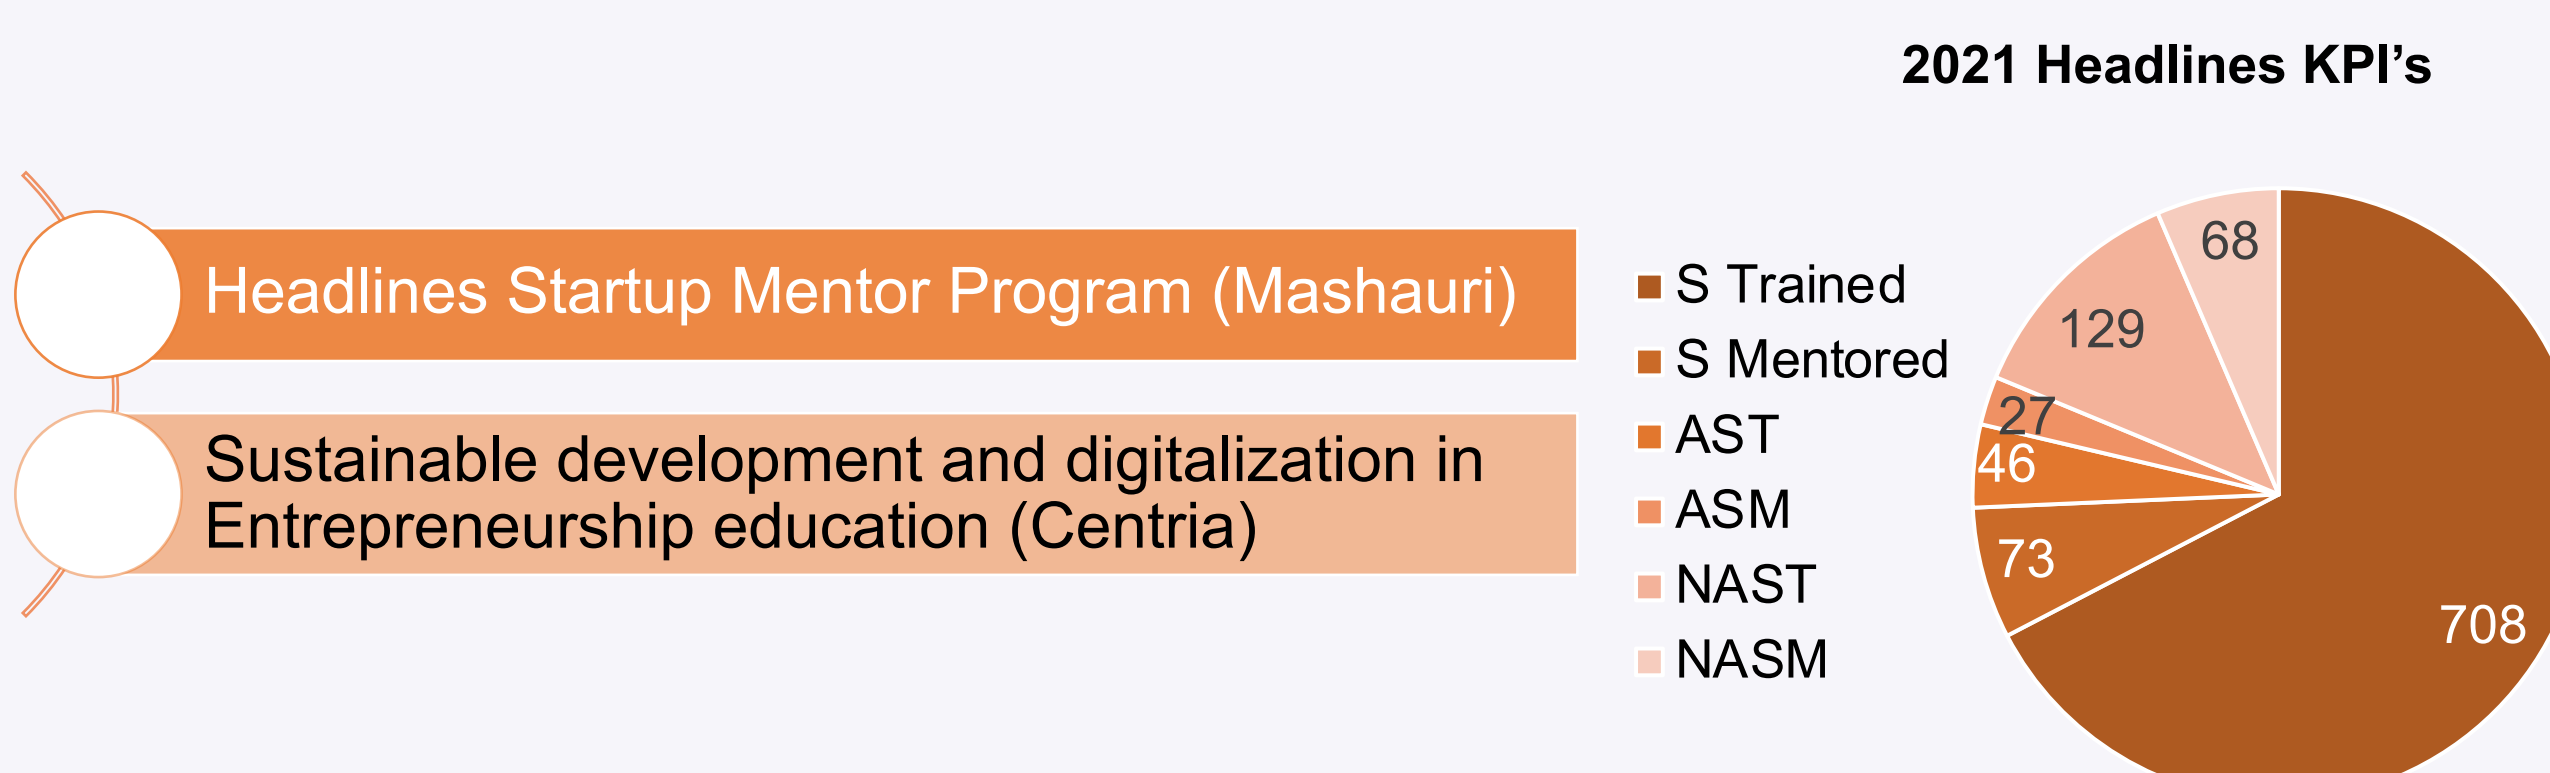 2021 Headlines KPI’s
Headlines Startup Mentor Program (Mashauri)
Sustainable development and digitalization in
Entrepreneurship education (Centria)
S Trained
S Mentored
AST
ASM
NAST
NASM
68
129
27
46
73
708